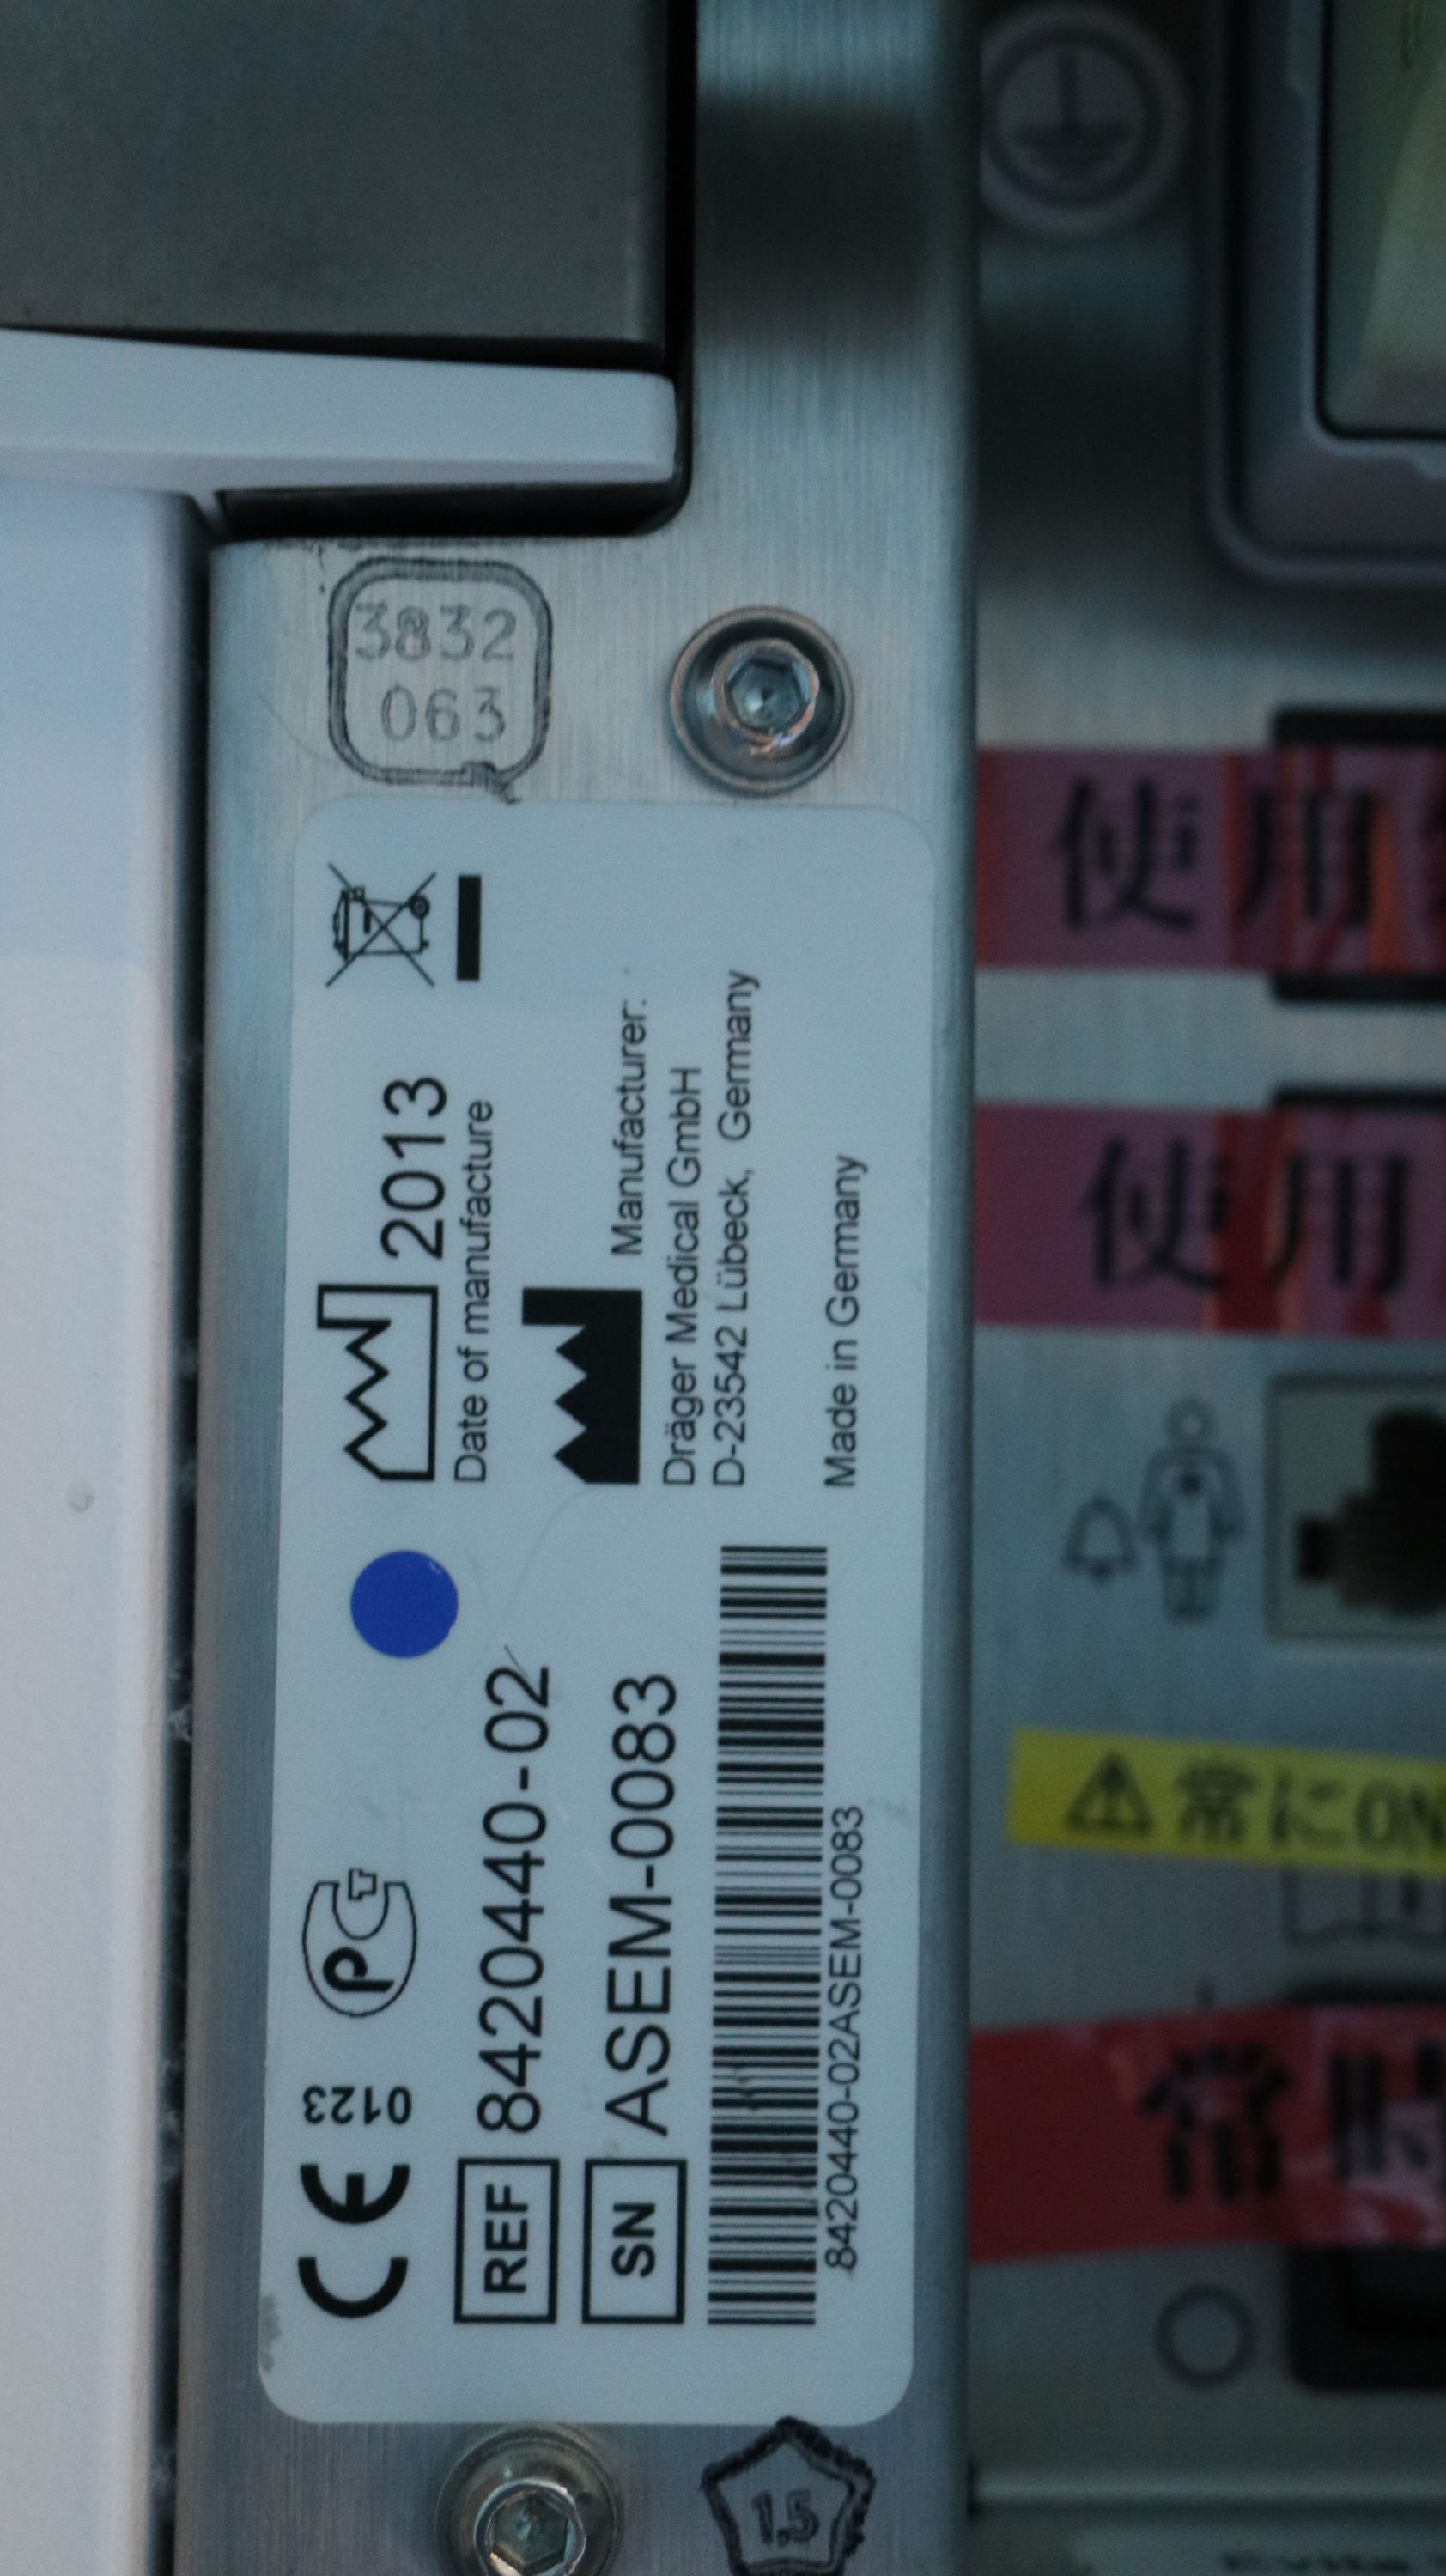 3832
063
CE 0123
PCT
2013
Date of manufacture
REF 8420440-02
SN ASEM-0083
8420440-02ASEM-0083
Manufacturer:
Dräger Medical GmbH
D-23542 Lübeck, Germany
Made in Germany
1.5
使用
使用
常にON
常時